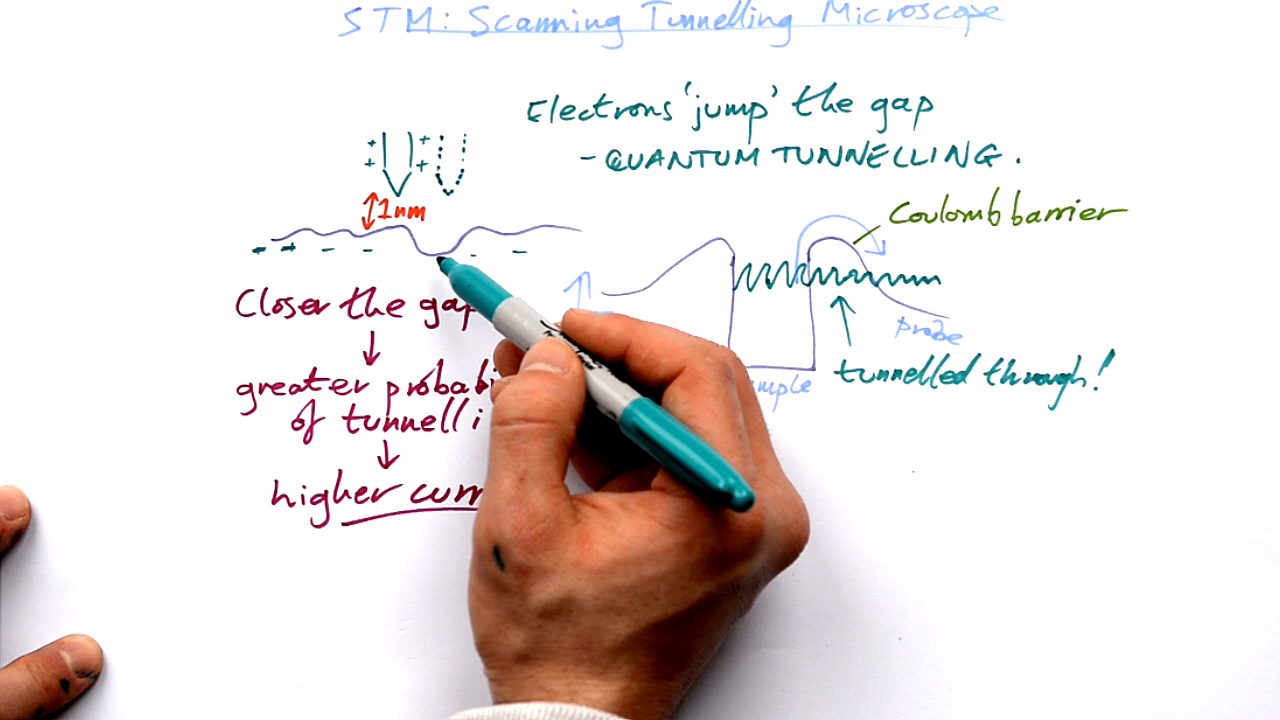 STM: Scanning Tunnelling Microscope
Electrons 'jump' the gap
- QUANTUM TUNNELLING.
+ +
+ +
1nm
Coulomb barrier
Closer the gap
probe
tunnelled through!
greater
of
higher